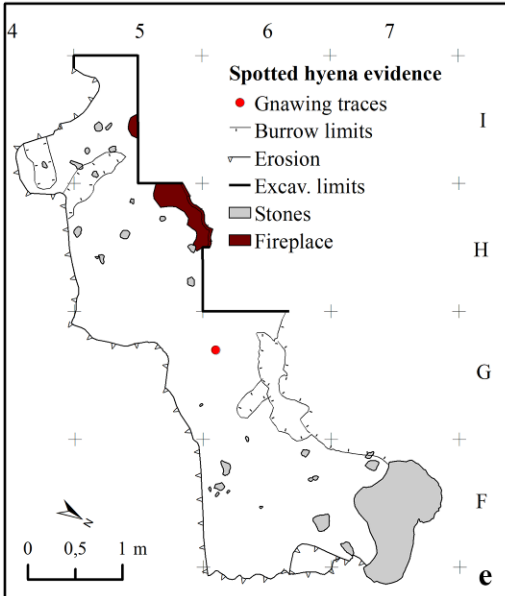 4 5 6 7
Spotted hyena evidence
Gnawing traces
Burrow limits
Erosion
Excav. limits
Stones
Fireplace
I
H
G
F
N
0 0,5 1 m
e